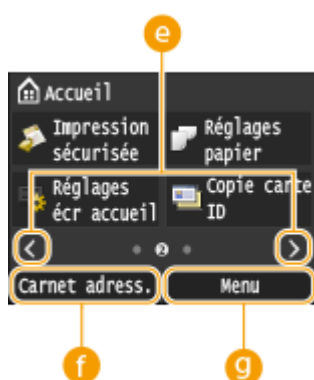 e
Accueil
Impression sécurisée
Réglages papier
Réglages écr accueil
Copie carte ID
< 2 >
Carnet adress.
Menu
f
g